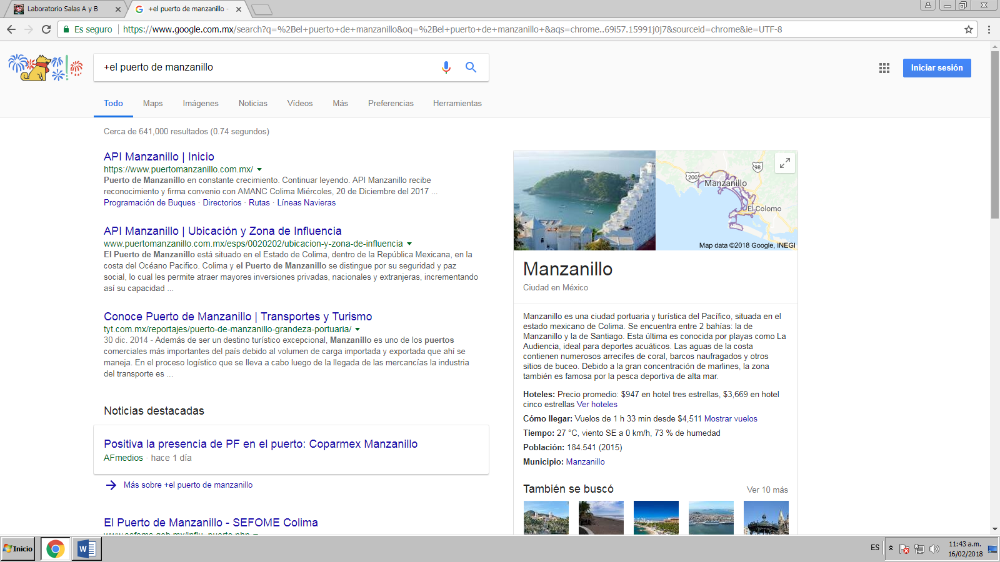 Laboratorio Salas A y B
+el puerto de manzanillo -
Es seguro
https://www.google.com.mx/search?q=%2Bel+puerto+de+manzanillo&oq=%2Bel+puerto+de+manzanillo+&aqs=chrome..69i57.15991j0j7&sourceid=chrome&ie=UTF-8
+el puerto de manzanillo
Iniciar sesión
Todo Maps Imágenes Noticias Vídeos Más Preferencias Herramientas
Cerca de 641,000 resultados (0.74 segundos)
API Manzanillo | Inicio
https://www.puertomanzanillo.com.mx/
Puerto de Manzanillo en constante crecimiento. Continuar leyendo. API Manzanillo recibe
reconocimiento y firma convenio con AMANC Colima Miércoles, 20 de Diciembre del 2017 ...
Programación de Buques · Directorios · Rutas · Líneas Navieras
API Manzanillo | Ubicación y Zona de Influencia
www.puertomanzanillo.com.mx/esps/0020202/ubicacion-y-zona-de-influencia
El Puerto de Manzanillo está situado en el Estado de Colima, dentro de la República Mexicana, en la
costa del Océano Pacifico. Colima y el Puerto de Manzanillo se distingue por su seguridad y paz
social, lo cual les permite atraer mayores inversiones privadas, nacionales y extranjeras, incrementando
así su capacidad ...
Conoce Puerto de Manzanillo | Transportes y Turismo
tyt.com.mx/reportajes/puerto-de-manzanillo-grandeza-portuaria/
30 dic. 2014 - Además de ser un destino turístico excepcional, Manzanillo es uno de los puertos
comerciales más importantes del país debido al volumen de carga importada y exportada que ahí se
maneja. En el proceso logístico que se lleva a cabo luego de la llegada de las mercancías la industria
del transporte es ...
Noticias destacadas
Positiva la presencia de PF en el puerto: Coparmex Manzanillo
AFmedios · hace 1 día
Más sobre +el puerto de manzanillo
El Puerto de Manzanillo - SEFOME Colima
98
200
Manzanillo
El Colomo
Map data ©2018 Google, INEGI
Manzanillo
Ciudad en México
Manzanillo es una ciudad portuaria y turística del Pacífico, situada en el
estado mexicano de Colima. Se encuentra entre 2 bahías: la de
Manzanillo y la de Santiago. Esta última es conocida por playas como La
Audiencia, ideal para deportes acuáticos. Las aguas de la costa
contienen numerosos arrecifes de coral, barcos naufragados y otros
sitios de buceo. Debido a la gran concentración de marlines, la zona
también es famosa por la pesca deportiva de alta mar.
Hoteles: Precio promedio: $947 en hotel tres estrellas, $3,669 en hotel
cinco estrellas Ver hoteles
Cómo llegar: Vuelos de 1 h 33 min desde $4,511 Mostrar vuelos
Tiempo: 27 °C, viento SE a 0 km/h, 73 % de humedad
Población: 184.541 (2015)
Municipio: Manzanillo
También se buscó
Ver 10 más
Inicio
ES
11:43 a.m.
16/02/2018